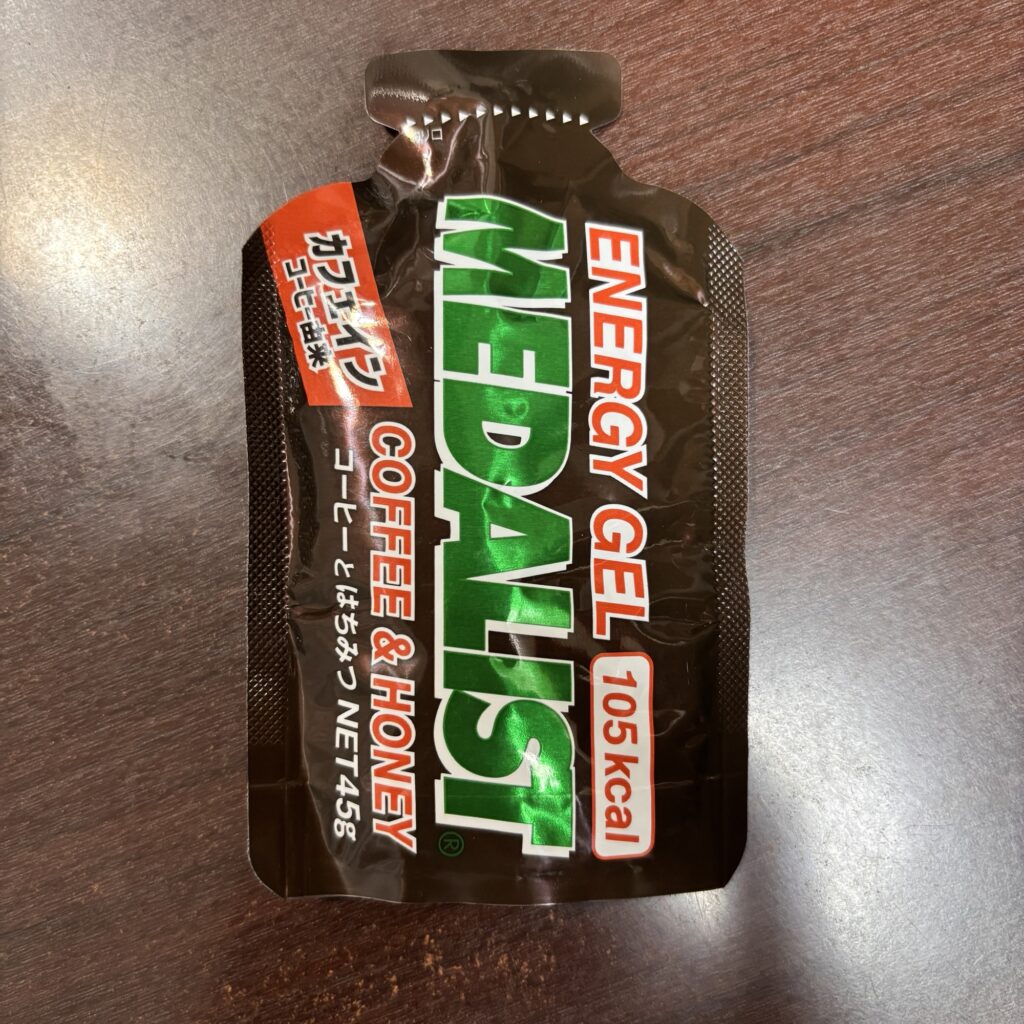 ENERGY GEL 105 kcal
MEDALIST®
COFFEE & HONEY
コーヒーとはちみつ NET45g
カフェイン
コーヒー由来